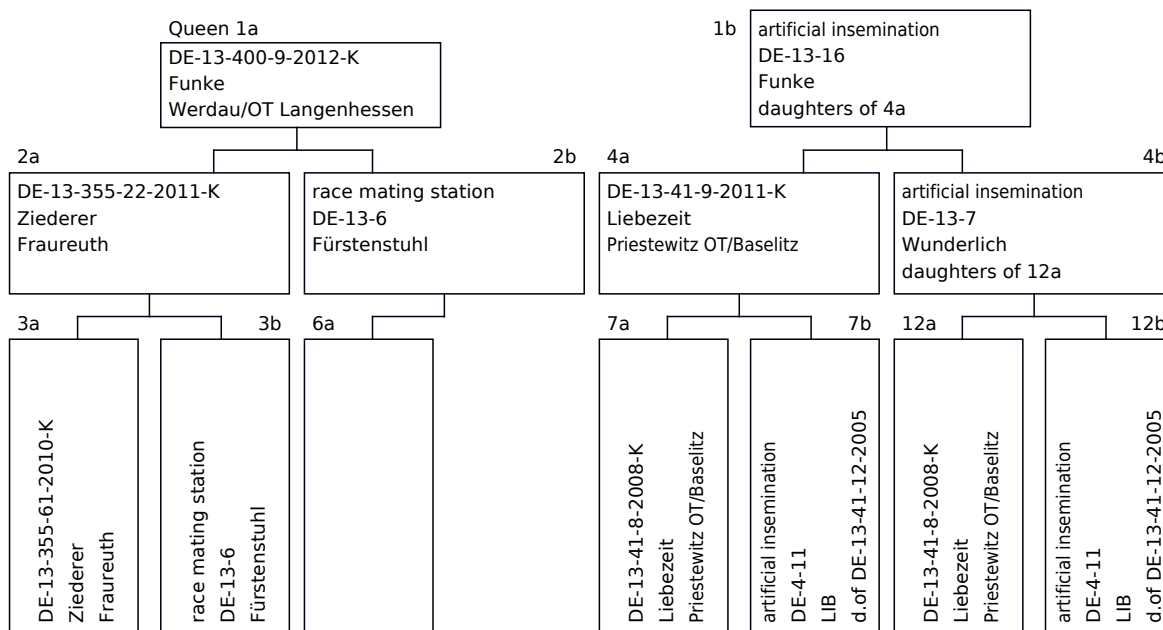 Queen 1a
DE-13-400-9-2012-K
Funke
Werdau/OT Langenhessen
1b
artificial insemination
DE-13-16
Funke
daughters of 4a
2a
DE-13-355-22-2011-K
Ziederer
Fraureuth
2b
race mating station
DE-13-6
Fürstenstuhl
4a
DE-13-41-9-2011-K
Liebezeit
Priestewitz OT/Baselitz
4b
artificial insemination
DE-13-7
Wunderlich
daughters of 12a
3a
DE-13-355-61-2010-K
Ziederer
Fraureuth
3b
race mating station
DE-13-6
Fürstenstuhl
6a
7a
DE-13-41-8-2008-K
Liebezeit
Priestewitz OT/Baselitz
7b
artificial insemination
DE-4-11
LIB
d.of DE-13-41-12-2005
12a
DE-13-41-8-2008-K
Liebezeit
Priestewitz OT/Baselitz
12b
artificial insemination
DE-4-11
LIB
d.of DE-13-41-12-2005